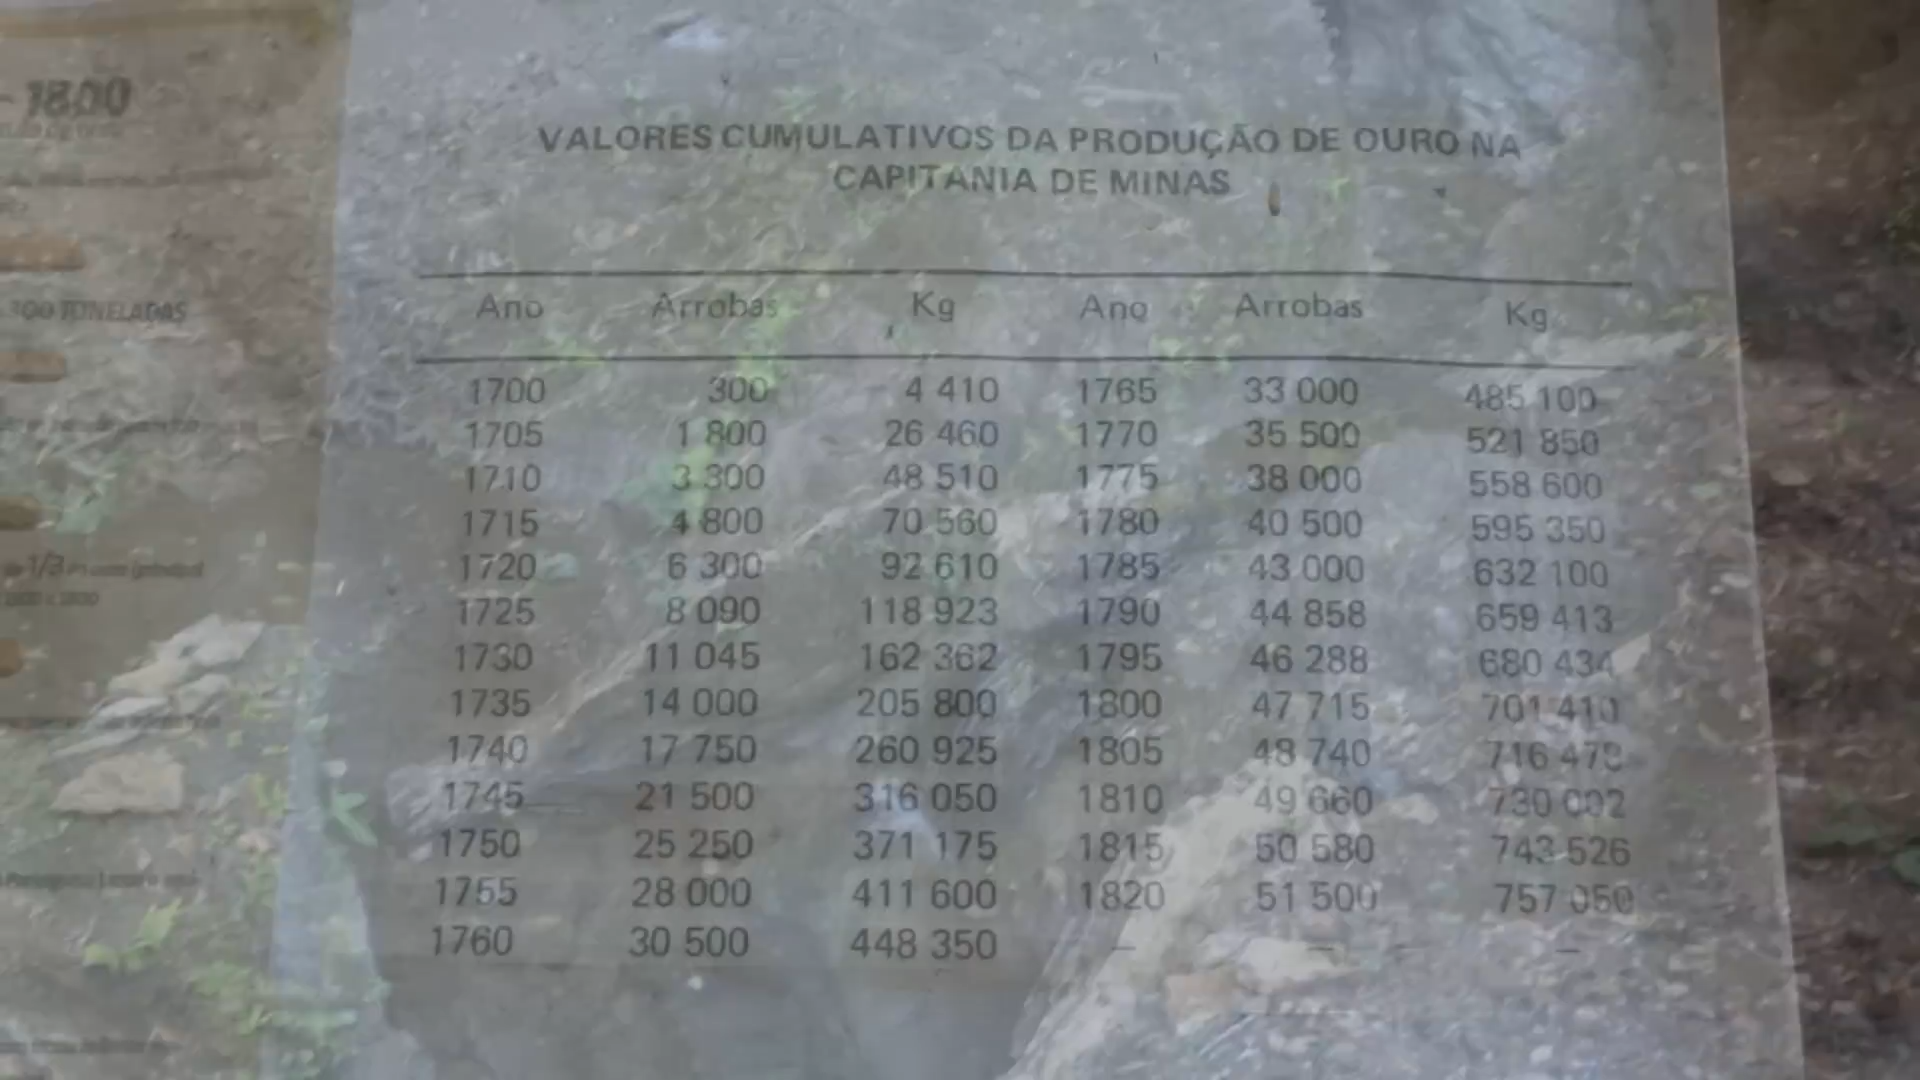 - 1800
VALORES CUMULATIVOS DA PRODUÇÃO DE OURO NA
CAPITANIA DE MINAS
300 TONELADAS
Ano Arrobas Kg Ano Arrobas Kg
1700 300 4 410 1765 33 000 485 100
1705 1 800 26 460 1770 35 500 521 850
1710 3 300 48 510 1775 38 000 558 600
1715 4 800 70 560 1780 40 500 595 350
1720 6 300 92 610 1785 43 000 632 100
1/3
1725 8 090 118 923 1790 44 858 659 413
1730 11 045 162 362 1795 46 288 680 434
1735 14 000 205 800 1800 47 715 701 410
1740 17 750 260 925 1805 48 740 716 478
1745 21 500 316 050 1810 49 660 730 002
1750 25 250 371 175 1815 50 580 743 526
1755 28 000 411 600 1820 51 500 757 050
1760 30 500 448 350 – – –